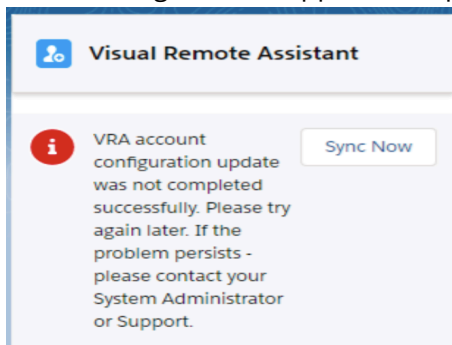 Visual Remote Assistant
VRA account
configuration update
was not completed
successfully. Please try
again later. If the
problem persists -
please contact your
System Administrator
or Support.
Sync Now